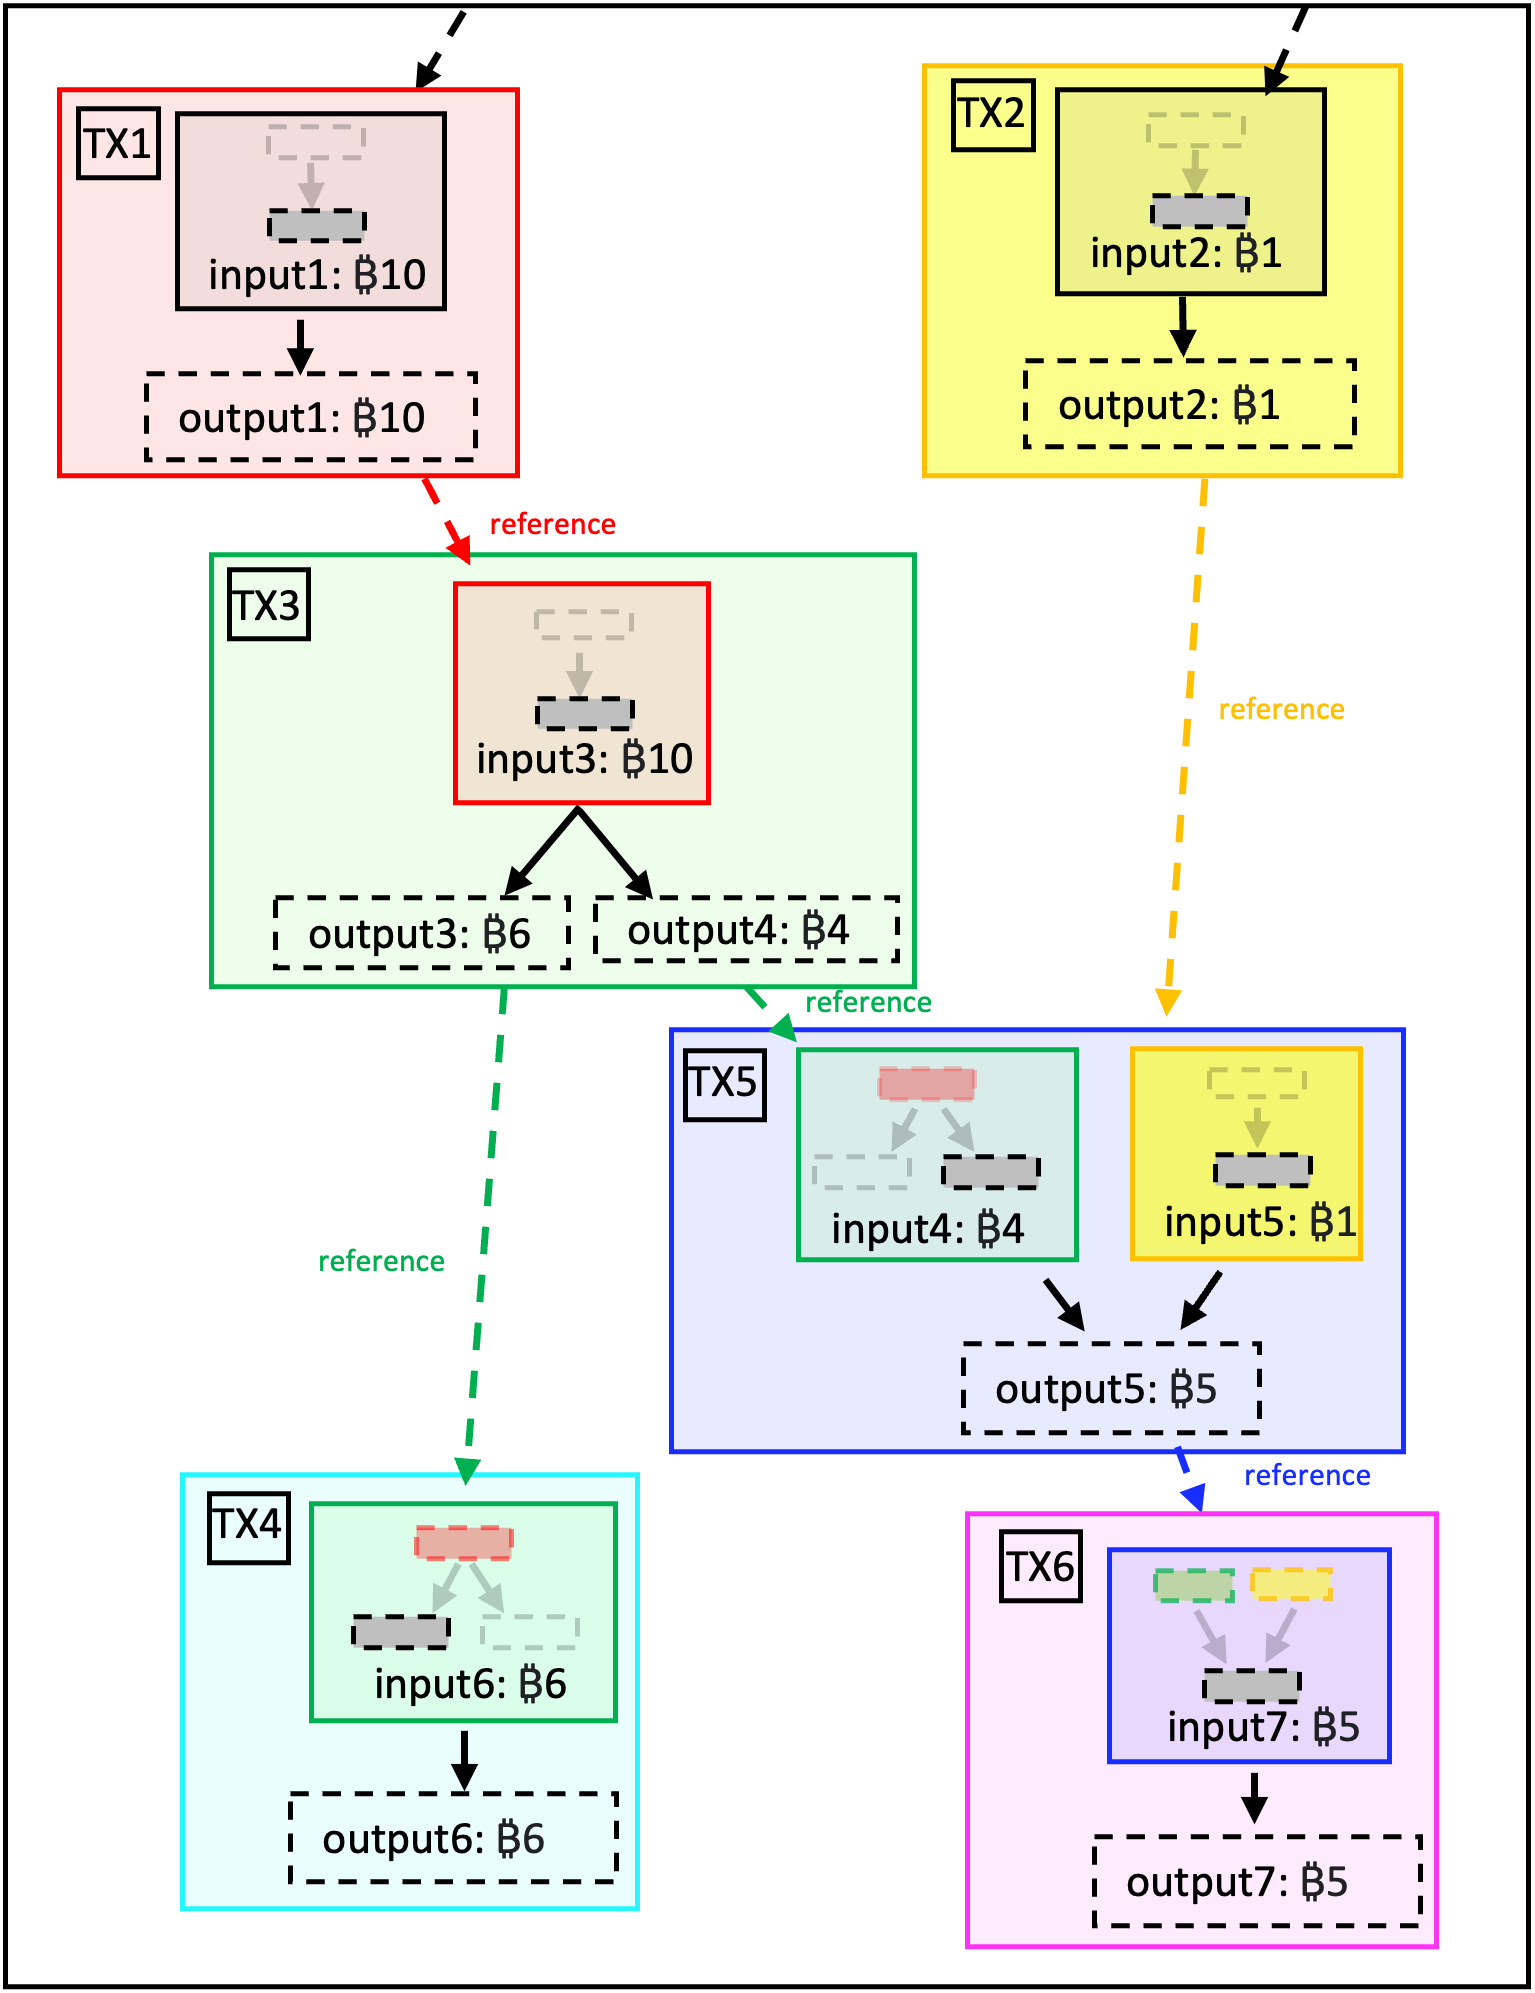 TX1
input1: ₿10
output1: ₿10
TX2
input2: ₿1
output2: ₿1
reference
TX3
input3: ₿10
output3: ₿6
output4: ₿4
reference
reference
TX5
input4: ₿4
input5: ₿1
output5: ₿5
reference
reference
TX4
input6: ₿6
output6: ₿6
TX6
input7: ₿5
output7: ₿5